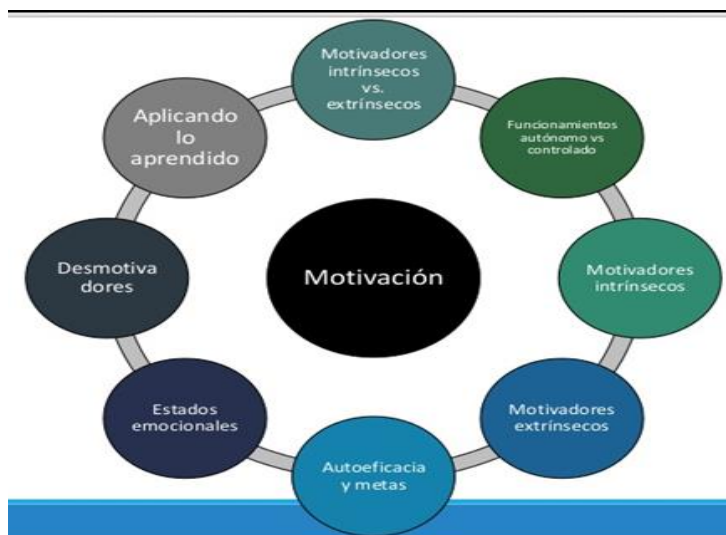 Motivadores
intrínsecos
vs.
extrínsecos
Funcionamientos
autónomo vs
controlado
Motivadores
intrínsecos
Motivadores
extrínsecos
Autoeficacia
y metas
Estados
emocionales
Desmotiva
dores
Aplicando
lo
aprendido
Motivación